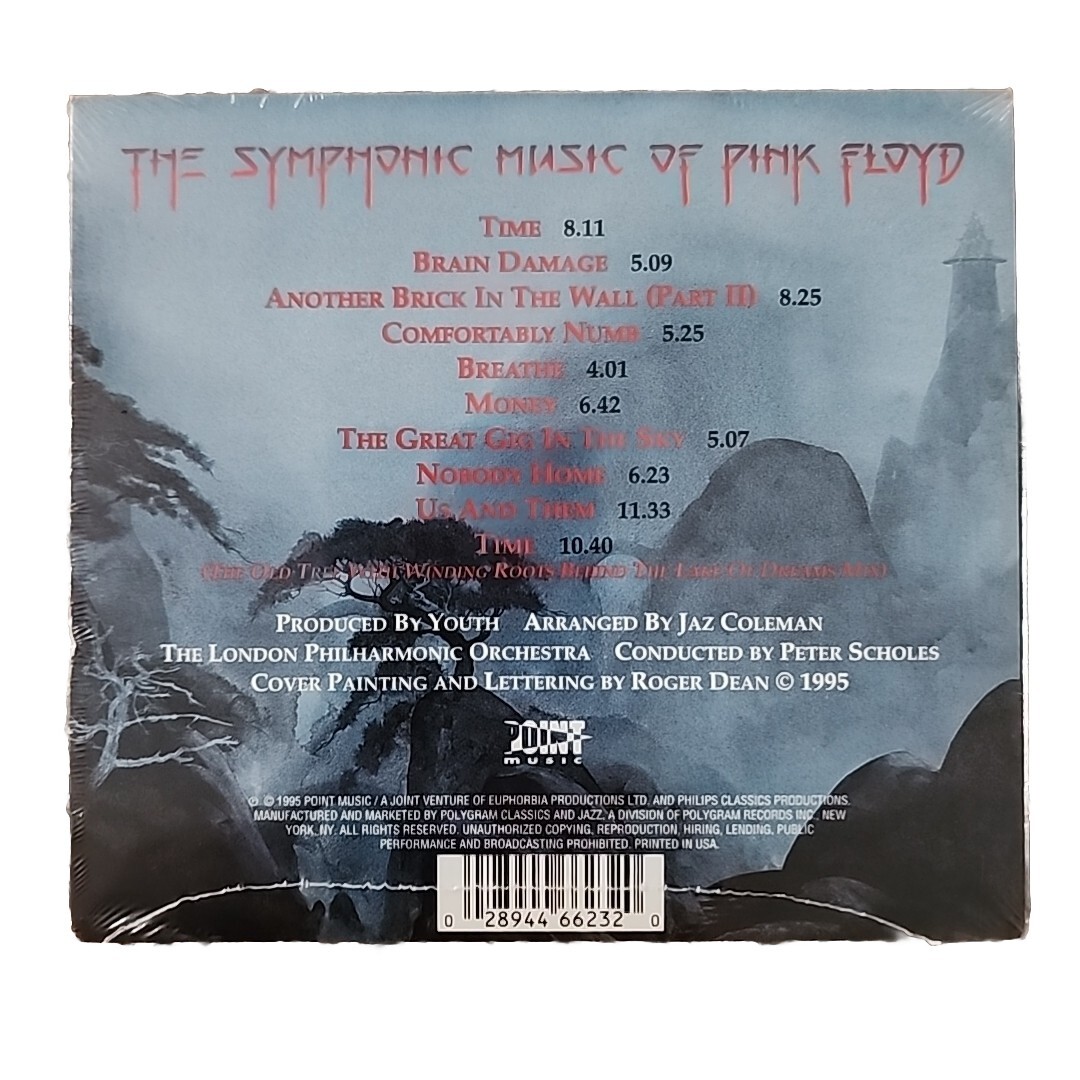 THE SYMPHONIC MUSIC OF PINK FLOYD
TIME 8.11
BRAIN DAMAGE 5.09
ANOTHER BRICK IN THE WALL (PART II) 8.25
COMFORTABLY NUMB 5.25
BREATHE 4.01
MONEY 6.42
THE GREAT GIG IN THE SKY 5.07
NOBODY HOME 6.23
US AND THEM 11.33
TIME 10.40
(THE OLD TREE WITH WINDING ROOTS BEHIND THE LAKE OF DREAMS MIX)
PRODUCED BY YOUTH ARRANGED BY JAZ COLEMAN
THE LONDON PHILHARMONIC ORCHESTRA CONDUCTED BY PETER SCHOLES
COVER PAINTING AND LETTERING BY ROGER DEAN © 1995
POINT
music
℗ © 1995 POINT MUSIC / A JOINT VENTURE OF EUPHORBIA PRODUCTIONS LTD. AND PHILIPS CLASSICS PRODUCTIONS.
MANUFACTURED AND MARKETED BY POLYGRAM CLASSICS AND JAZZ, A DIVISION OF POLYGRAM RECORDS INC., NEW
YORK, NY. ALL RIGHTS RESERVED. UNAUTHORIZED COPYING, REPRODUCTION, HIRING, LENDING, PUBLIC
PERFORMANCE AND BROADCASTING PROHIBITED. PRINTED IN USA.
0 28944 66232 0